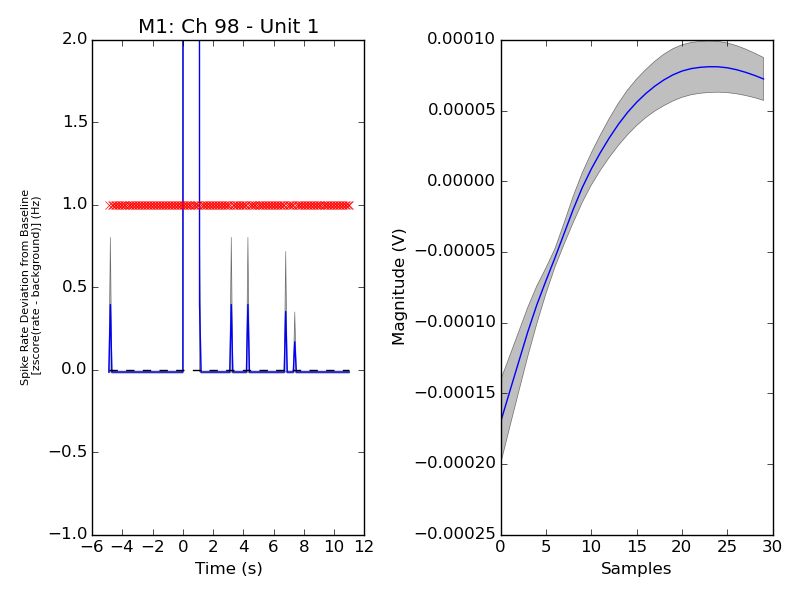 M1: Ch 98 - Unit 1
2.0
1.5
1.0
0.5
0.0
−0.5
−1.0
Spike Rate Deviation from Baseline
[zscore(rate - background)] (Hz)
−6 −4 −2 0 2 4 6 8 10 12
Time (s)
0.00010
0.00005
0.00000
−0.00005
−0.00010
−0.00015
−0.00020
−0.00025
Magnitude (V)
0 5 10 15 20 25 30
Samples